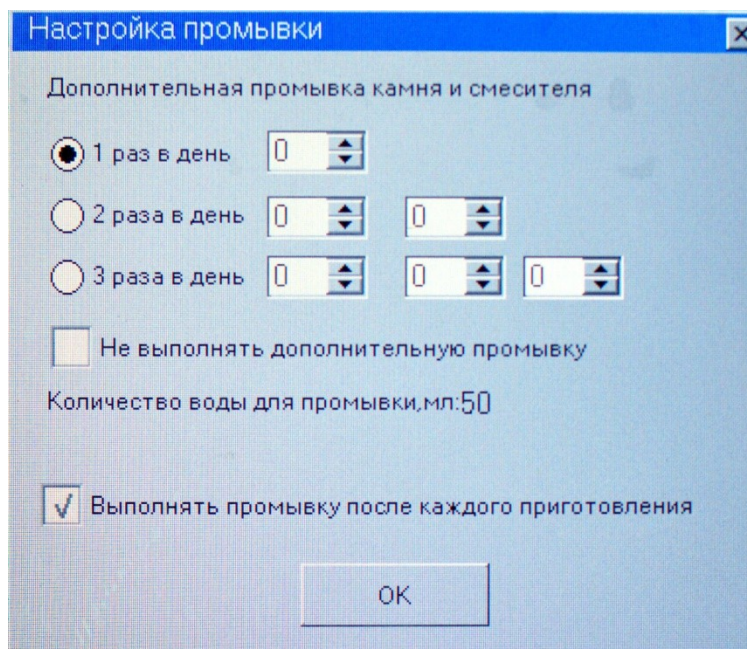 Настройка промывки
Дополнительная промывка камня и смесителя
1 раз в день 0
2 раза в день 0 0
3 раза в день 0 0 0
Не выполнять дополнительную промывку
Количество воды для промывки,мл:50
Выполнять промывку после каждого приготовления
OK